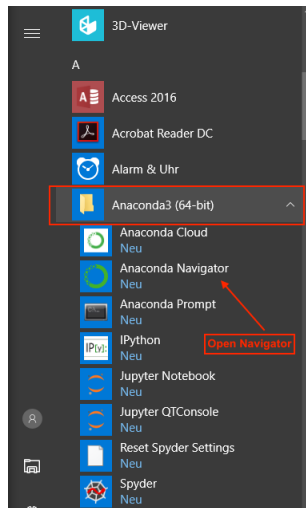 3D-Viewer
A
Access 2016
Acrobat Reader DC
Alarm & Uhr
Anaconda3 (64-bit)
Anaconda Cloud
Neu
Anaconda Navigator
Neu
Anaconda Prompt
Neu
Open Navigator
IP[y]:
IPython
Neu
Jupyter Notebook
Neu
Jupyter QTConsole
Neu
Reset Spyder Settings
Neu
Spyder
Neu